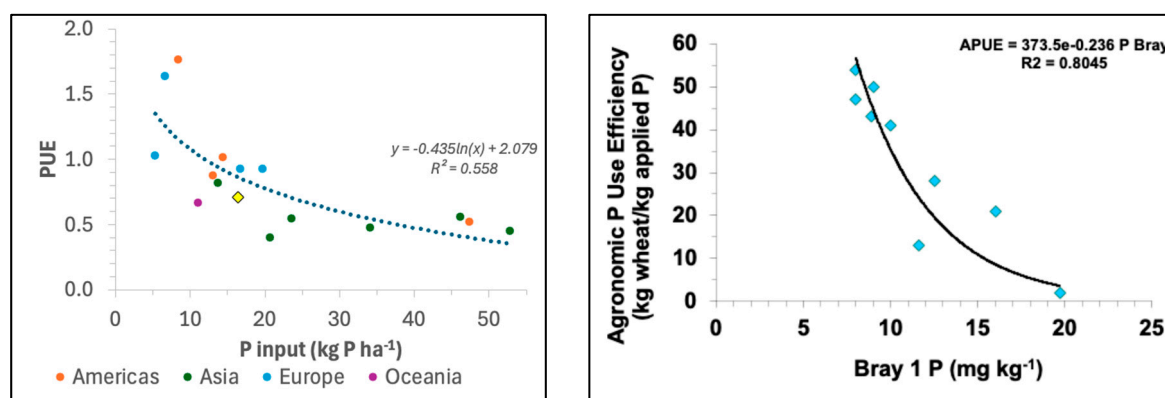 2.0
1.5
1.0
0.5
0.0
PUE
y = -0.435ln(x) + 2.079
R² = 0.558
0 10 20 30 40 50
P input (kg P ha⁻¹)
Americas Asia Europe Oceania
60
50
40
30
20
10
0
Agronomic P Use Efficiency
(kg wheat/kg applied P)
APUE = 373.5e-0.236 P Bray
R2 = 0.8045
0 5 10 15 20 25
Bray 1 P (mg kg⁻¹)